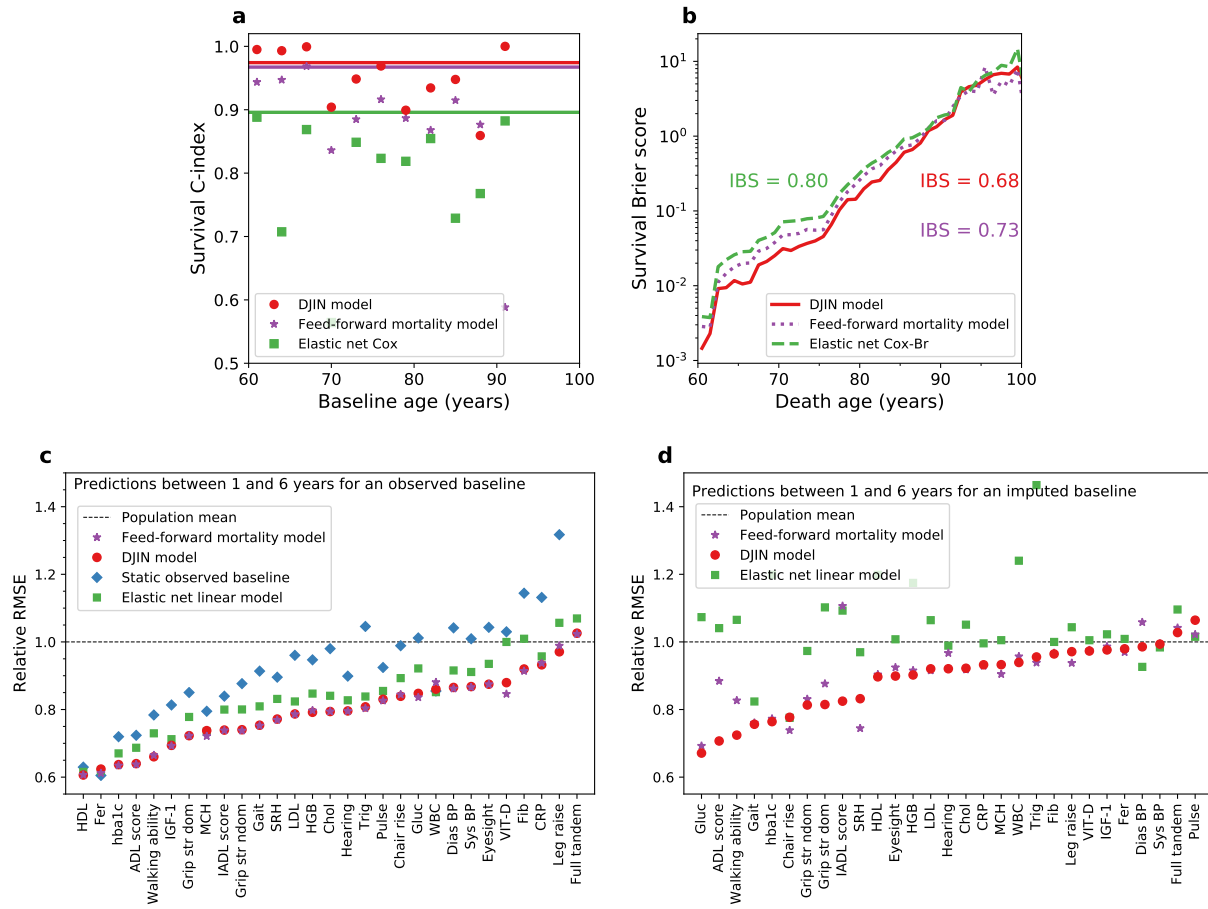 a
Survival C-index
1.0
0.9
0.8
0.7
0.6
0.5
DJIN model
Feed-forward mortality model
Elastic net Cox
60 70 80 90 100
Baseline age (years)
b
Survival Brier score
10^1
10^0
10^-1
10^-2
10^-3
IBS = 0.80
IBS = 0.68
IBS = 0.73
DJIN model
Feed-forward mortality model
Elastic net Cox-Br
60 70 80 90 100
Death age (years)
c
Relative RMSE
1.4
1.2
1.0
0.8
0.6
Predictions between 1 and 6 years for an observed baseline
Population mean
Feed-forward mortality model
DJIN model
Static observed baseline
Elastic net linear model
HDL
Fer
hba1c
ADL score
Walking ability
IGF-1
Grip str dom
MCH
IADL score
Grip str ndom
Gait
SRH
LDL
HGB
Chol
Hearing
Trig
Pulse
Chair rise
Gluc
WBC
Dias BP
Sys BP
Eyesight
VIT-D
Fib
CRP
Leg raise
Full tandem
d
Relative RMSE
1.4
1.2
1.0
0.8
0.6
Predictions between 1 and 6 years for an imputed baseline
Population mean
Feed-forward mortality model
DJIN model
Elastic net linear model
Gluc
ADL score
Walking ability
Gait
hba1c
Chair rise
Grip str ndom
Grip str dom
IADL score
SRH
HDL
Eyesight
HGB
LDL
Hearing
Chol
CRP
MCH
WBC
Trig
Fib
Leg raise
VIT-D
IGF-1
Fer
Dias BP
Sys BP
Full tandem
Pulse